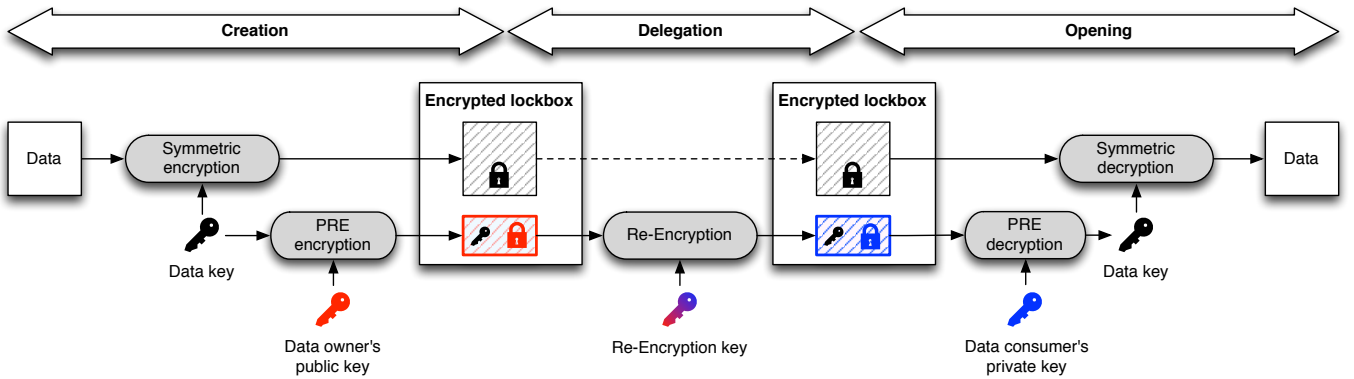 Creation
Delegation
Opening
Encrypted lockbox
Encrypted lockbox
Data
Symmetric
encryption
Symmetric
decryption
Data
PRE
encryption
Re-Encryption
PRE
decryption
Data key
Data key
Data owner's
public key
Re-Encryption key
Data consumer's
private key